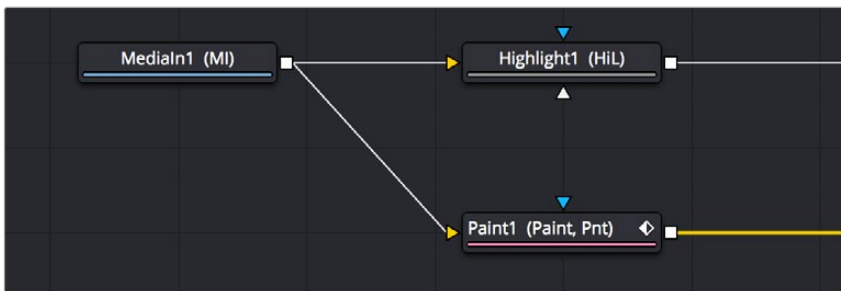 MediaIn1 (MI)
Highlight1 (HiL)
Paint1 (Paint, Pnt)